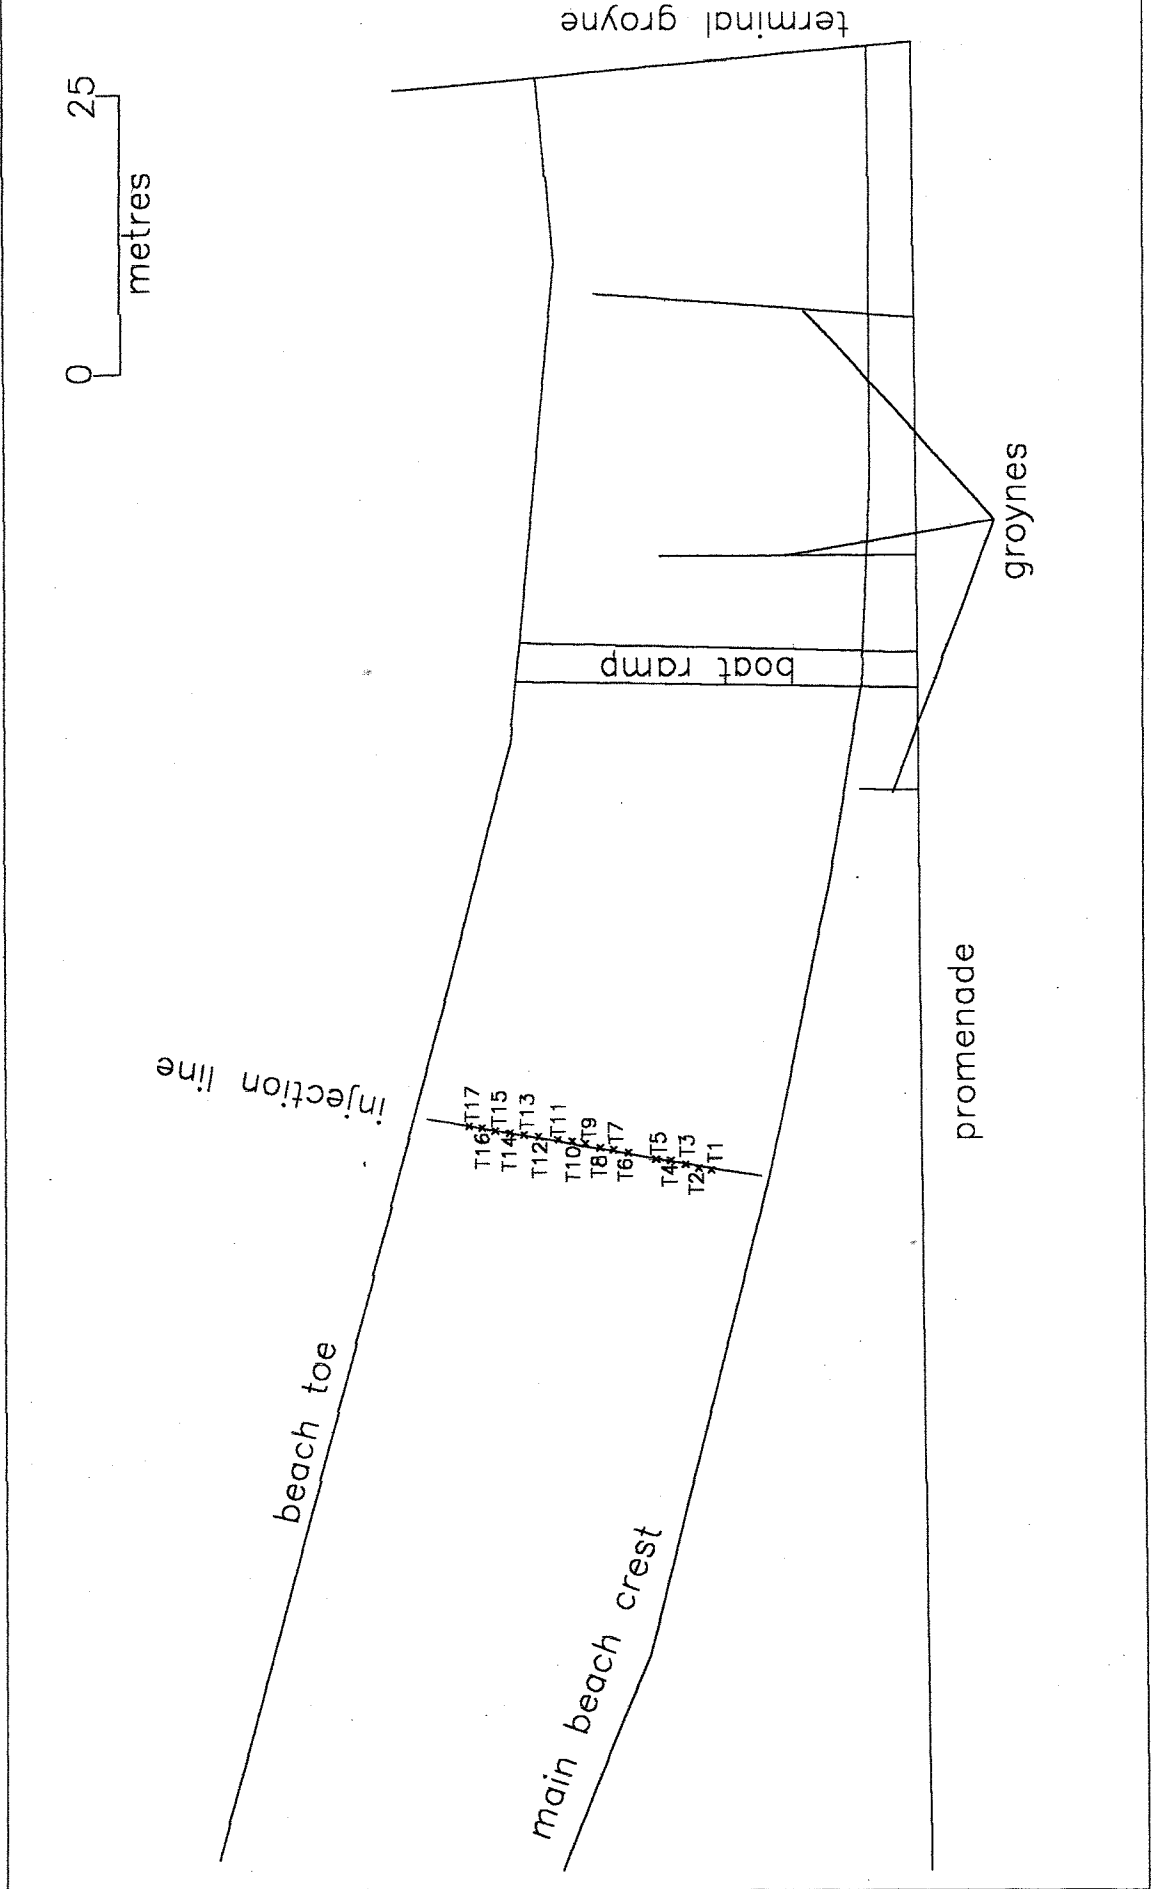 terminal groyne
0 25
metres
groynes
boat ramp
promenade
injection line
T17
T16
T15
T14
T13
T12
T11
T10
T9
T8
T7
T6
T5
T4
T3
T2
T1
beach toe
main beach crest